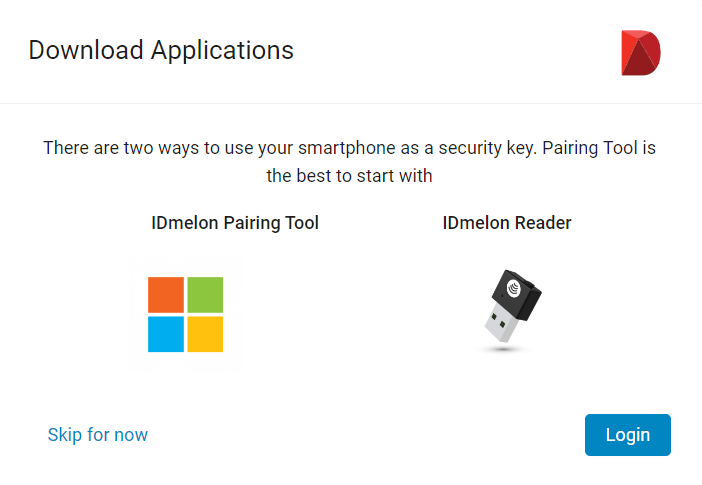 Download Applications
There are two ways to use your smartphone as a security key. Pairing Tool is
the best to start with
IDmelon Pairing Tool
IDmelon Reader
Skip for now
Login